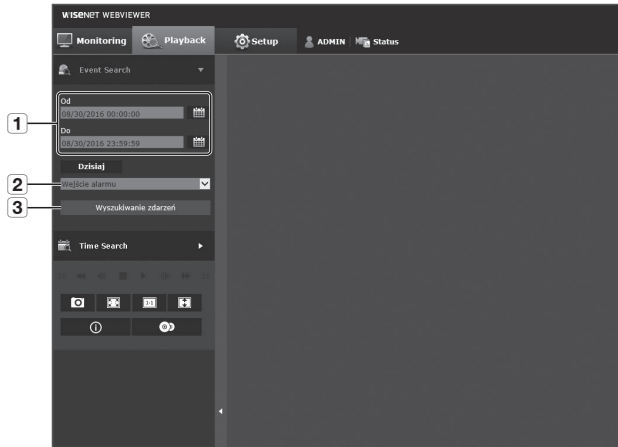 WISENET WEBVIEWER
Monitoring Playback Setup ADMIN Status
Event Search
1
Od
08/30/2016 00:00:00
Do
08/30/2016 23:59:59
Dzisiaj
2
Wejście alarmu
3
Wyszukiwanie zdarzeń
Time Search
1:1